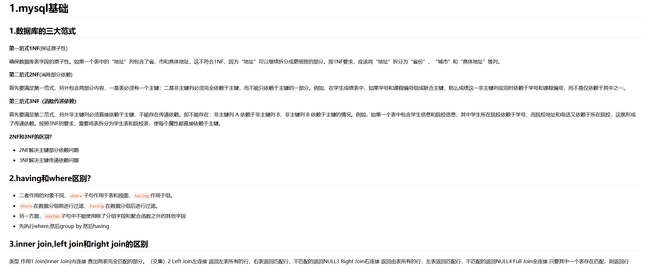 1.mysql基础
1.数据库的三大范式
第一范式1NF(保证原子性)
确保数据库表字段的原子性。如果一个表中的“地址”列包含了省、市和具体地址，这不符合1NF，因为“地址”可以继续拆分成更细致的部分。按1NF要求，应该将“地址”拆分为“省份”、“城市”和“具体地址”等列。
第二范式2NF(消除部分依赖)
首先要满足第一范式，另外包含两部分内容，一是表必须有一个主键；二是非主键列必须完全依赖于主键，而不能只依赖于主键的一部分。例如，在学生成绩表中，如果学号和课程编号组成联合主键，那么成绩这一非主键列应同时依赖于学号和课程编号，而不是仅依赖于其中之一。
第三范式3NF（消除传递依赖）
首先要满足第二范式，另外非主键列必须直接依赖于主键，不能存在传递依赖。即不能存在：非主键列 A 依赖于非主键列 B，非主键列 B 依赖于主键的情况。例如，如果一个表中包含学生信息和院校信息，其中学生所在院校依赖于学号，而院校地址和电话又依赖于所在院校，这就形成
了传递依赖。按照3NF的要求，需要将表拆分为学生表和院校表，使每个属性都直接依赖于主键。
2NF和3NF的区别?
2NF解决主键部分依赖问题
3NF解决主键传递依赖问题
2.having和where区别?
二者作用的对象不同，where 子句作用于表和视图，having 作用于组。
where 在数据分组前进行过滤，having 在数据分组后进行过滤。
另一方面，HAVING 子句中不能使用除了分组字段和聚合函数之外的其他字段
先执行where,然后group by 然后having
3.inner join,left join和right join的区别
类型 作用1 Join(Inner Join)内连接 查出两表完全匹配的部分。（交集）2 Left Join左连接 返回左表所有的行，右表返回匹配行，不匹配的返回NULL3 Right Join右连接 返回右表所有的行，左表返回匹配行，不匹配的返回NULL4 Full Join全连接 只要其中一个表存在匹配，则返回行